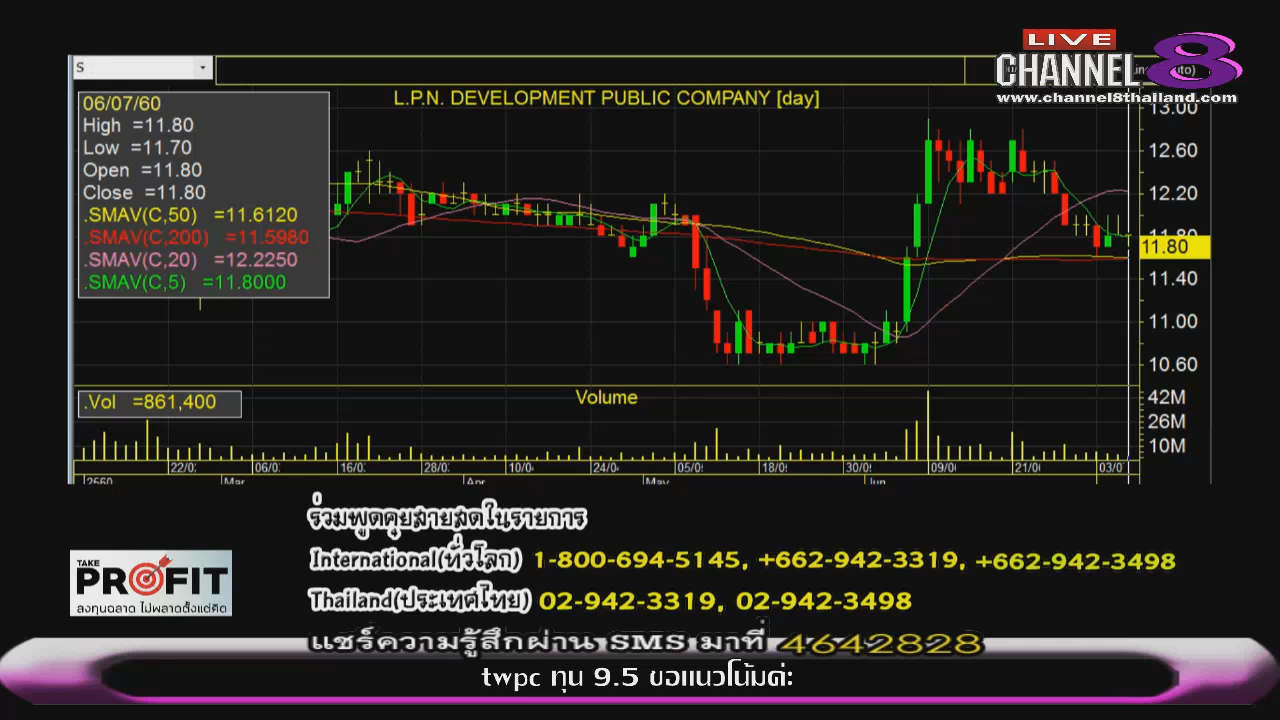 LIVE
CHANNEL 8
www.channel8thailand.com
S
L.P.N. DEVELOPMENT PUBLIC COMPANY [day]
06/07/60
High =11.80
Low =11.70
Open =11.80
Close =11.80
.SMAV(C,50) =11.6120
.SMAV(C,200) =11.5980
.SMAV(C,20) =12.2250
.SMAV(C,5) =11.8000
13.00
12.60
12.20
11.80
11.80
11.40
11.00
10.60
.Vol =861,400
Volume
42M
26M
10M
22/0 06/0 16/0 28/0 10/0 24/0 05/0 18/0 30/0 09/0 21/0 03/0
2560 Mar Apr May Jun
ร่วมพูดคุยสายสดในรายการ
International(ทั่วโลก) 1-800-694-5145, +662-942-3319, +662-942-3498
Thailand(ประเทศไทย) 02-942-3319, 02-942-3498
TAKE
PROFIT
ลงทุนฉลาด ไม่พลาดตั้งแต่คิด
แชร์ความรู้สึกผ่าน SMS มาที่ 4642828
twpc ทุน 9.5 ขอแนวโน้มค่ะ